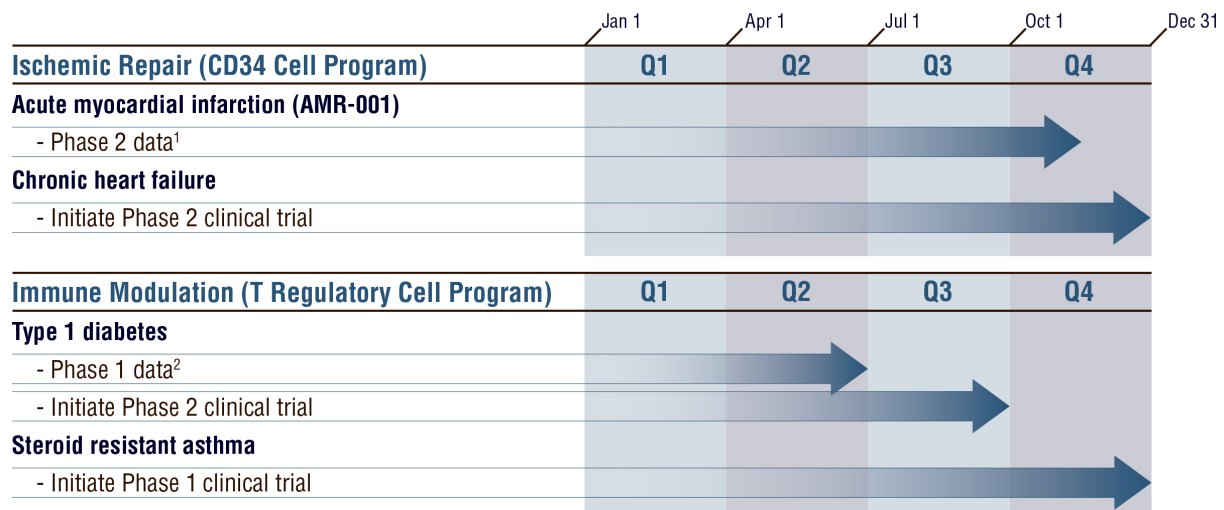 Jan 1 Apr 1 Jul 1 Oct 1 Dec 31
Ischemic Repair (CD34 Cell Program) Q1 Q2 Q3 Q4
Acute myocardial infarction (AMR-001)
- Phase 2 data¹
Chronic heart failure
- Initiate Phase 2 clinical trial
Immune Modulation (T Regulatory Cell Program) Q1 Q2 Q3 Q4
Type 1 diabetes
- Phase 1 data²
- Initiate Phase 2 clinical trial
Steroid resistant asthma
- Initiate Phase 1 clinical trial